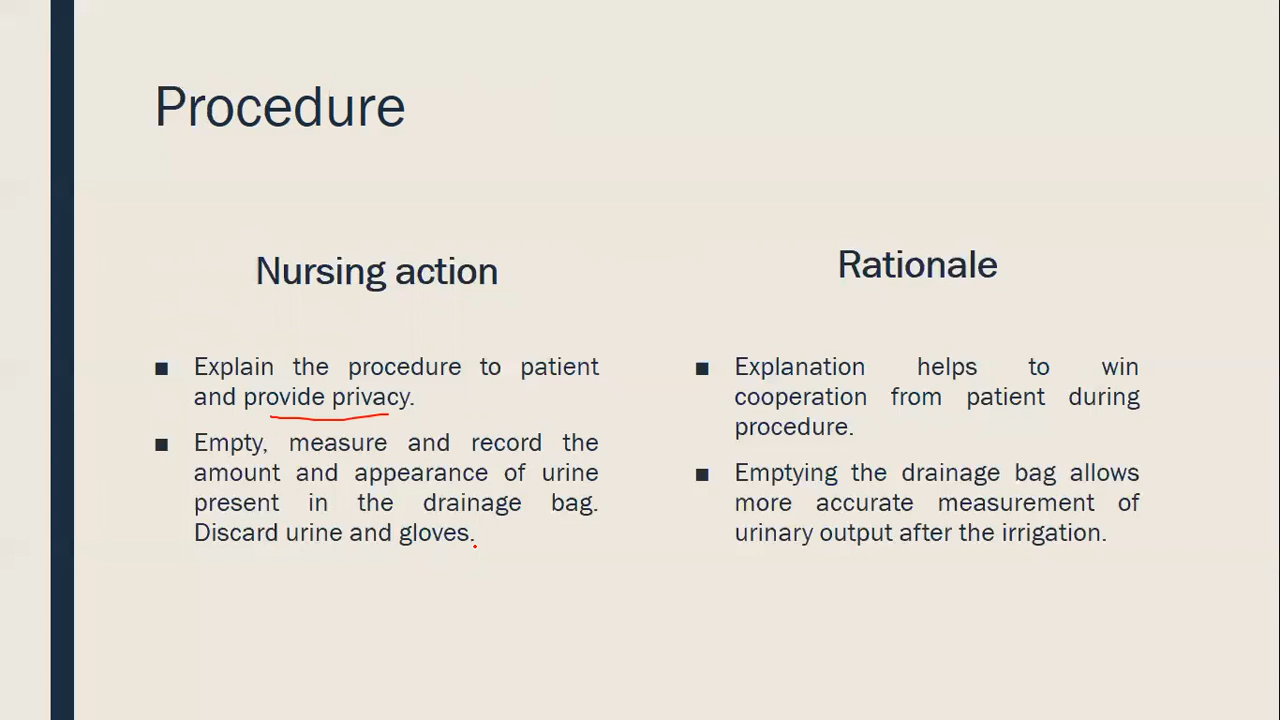 Procedure
Nursing action
■ Explain the procedure to patient
and provide privacy.
■ Empty, measure and record the
amount and appearance of urine
present in the drainage bag.
Discard urine and gloves.
Rationale
■ Explanation helps to win
cooperation from patient during
procedure.
■ Emptying the drainage bag allows
more accurate measurement of
urinary output after the irrigation.